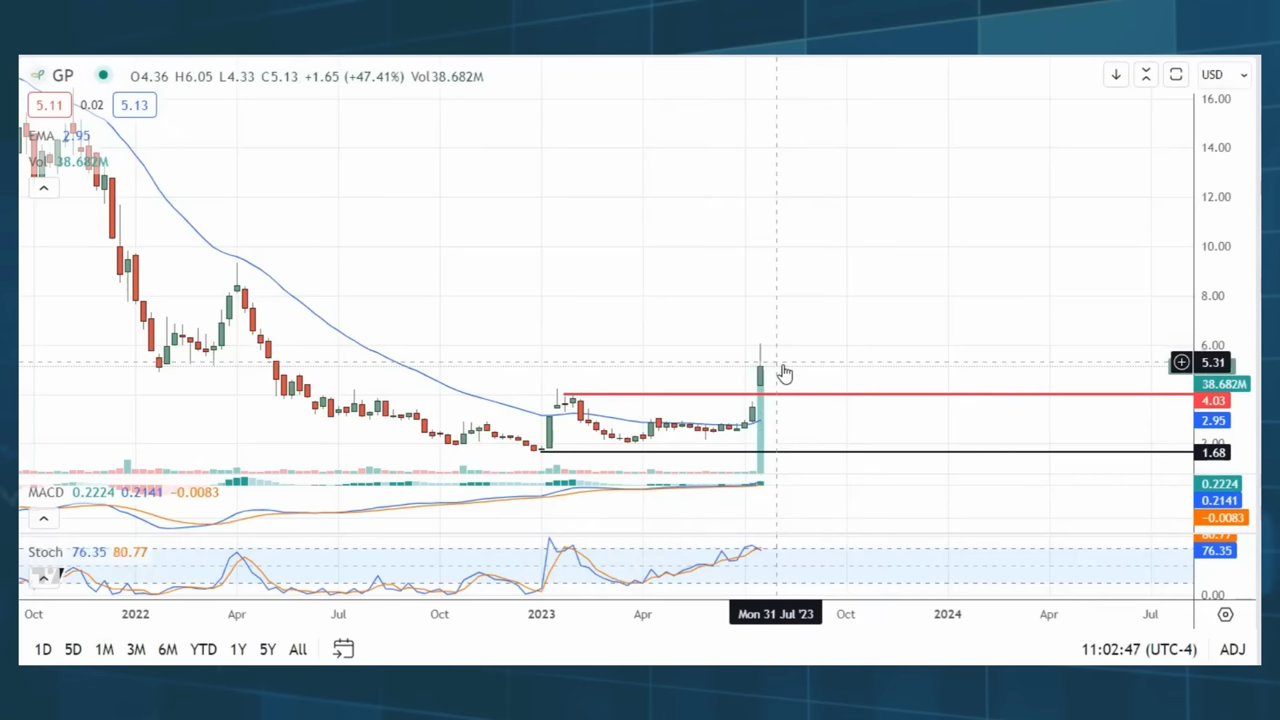 GP O4.36 H6.05 L4.33 C5.13 +1.65 (+47.41%) Vol38.682M USD
5.11 0.02 5.13
EMA 2.95
Vol 38.682M
16.00
14.00
12.00
10.00
8.00
6.00
5.31
38.682M
4.03
2.95
2.00
1.68
MACD 0.2224 0.2141 −0.0083
0.2224
0.2141
−0.0083
Stoch 76.35 80.77
80.77
76.35
0.00
Oct 2022 Apr Jul Oct 2023 Apr Mon 31 Jul '23 Oct 2024 Apr Jul
1D 5D 1M 3M 6M YTD 1Y 5Y All 11:02:47 (UTC-4) ADJ